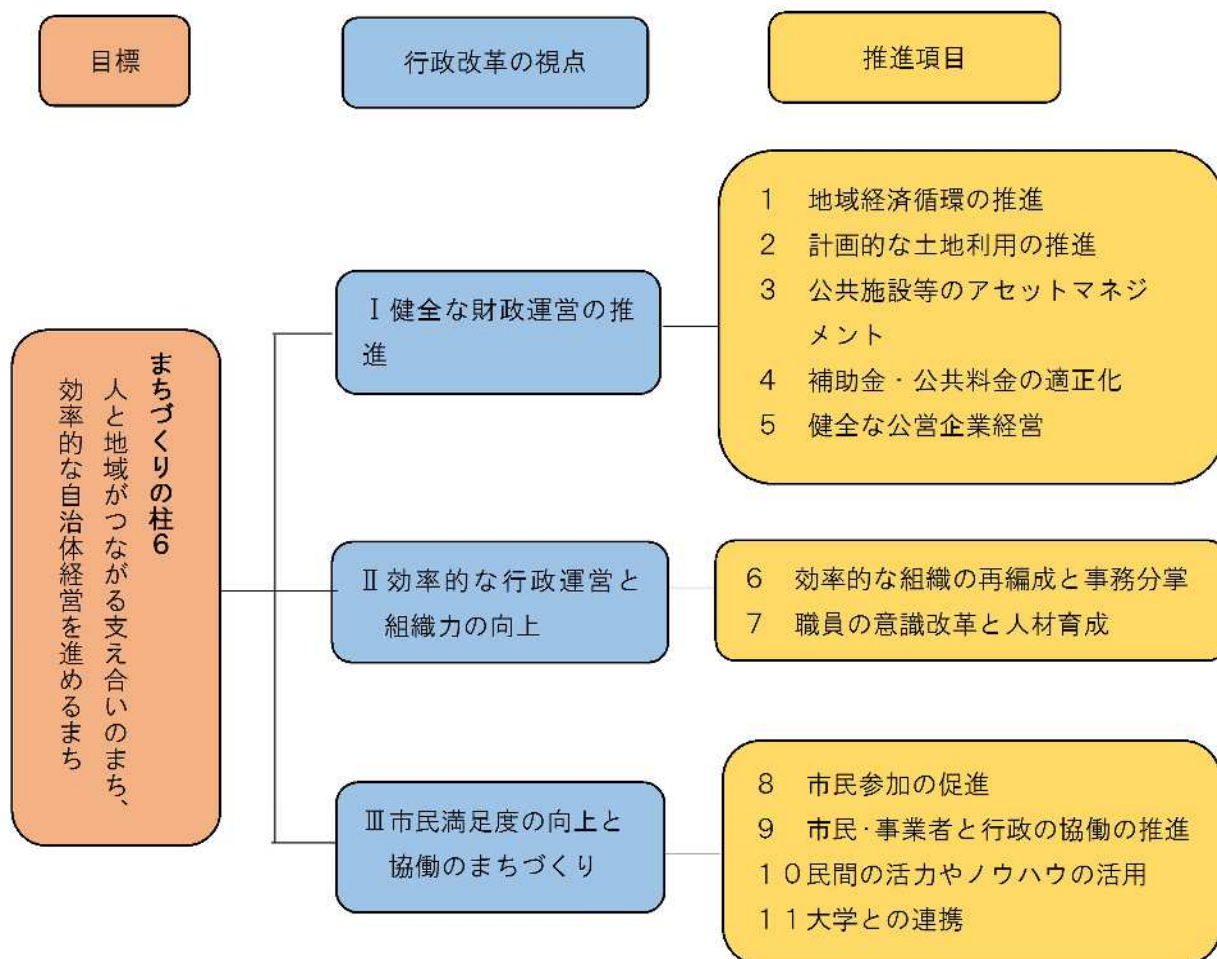 目標
行政改革の視点
推進項目
まちづくりの柱6
人と地域がつながる支え合いのまち、
効率的な自治体経営を進めるまち
Ⅰ健全な財政運営の推
進
1 地域経済循環の推進
2 計画的な土地利用の推進
3 公共施設等のアセットマネジ
メント
4 補助金・公共料金の適正化
5 健全な公営企業経営
Ⅱ効率的な行政運営と
組織力の向上
6 効率的な組織の再編成と事務分掌
7 職員の意識改革と人材育成
Ⅲ市民満足度の向上と
協働のまちづくり
8 市民参加の促進
9 市民・事業者と行政の協働の推進
10民間の活力やノウハウの活用
11大学との連携